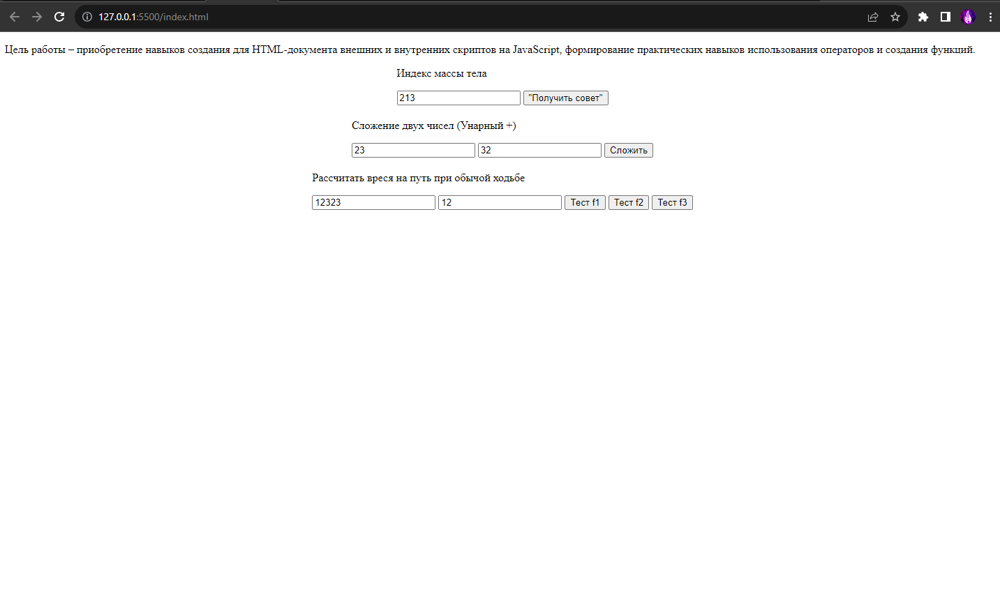 127.0.0.1:5500/index.html
Цель работы – приобретение навыков создания для HTML-документа внешних и внутренних скриптов на JavaScript, формирование практических навыков использования операторов и создания функций.
Индекс массы тела
213 "Получить совет"
Сложение двух чисел (Унарный +)
23 32 Сложить
Рассчитать вреся на путь при обычой ходьбе
12323 12 Тест f1 Тест f2 Тест f3